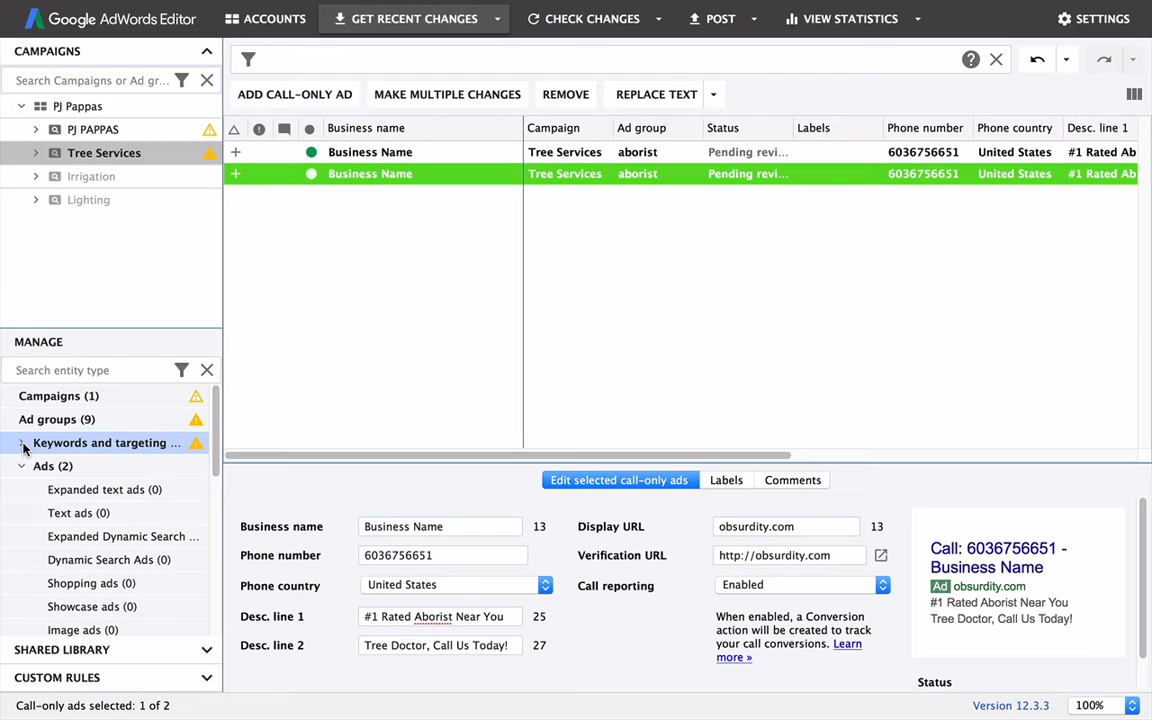 Google AdWords Editor ACCOUNTS GET RECENT CHANGES CHECK CHANGES POST VIEW STATISTICS SETTINGS
CAMPAIGNS
Search Campaigns or Ad gr...
PJ Pappas
PJ PAPPAS
Tree Services
Irrigation
Lighting
ADD CALL-ONLY AD MAKE MULTIPLE CHANGES REMOVE REPLACE TEXT
Business name Campaign Ad group Status Labels Phone number Phone country Desc. line 1
Business Name Tree Services aborist Pending revi... 6036756651 United States #1 Rated Ab
Business Name Tree Services aborist Pending revi... 6036756651 United States #1 Rated Ab
MANAGE
Search entity type
Campaigns (1)
Ad groups (9)
Keywords and targeting ...
Ads (2)
Expanded text ads (0)
Text ads (0)
Expanded Dynamic Search ...
Dynamic Search Ads (0)
Shopping ads (0)
Showcase ads (0)
Image ads (0)
SHARED LIBRARY
CUSTOM RULES
Edit selected call-only ads Labels Comments
Business name Business Name 13
Phone number 6036756651
Phone country United States
Desc. line 1 #1 Rated Aborist Near You 25
Desc. line 2 Tree Doctor, Call Us Today! 27
Display URL obsurdity.com 13
Verification URL http://obsurdity.com
Call reporting Enabled
When enabled, a Conversion
action will be created to track
your call conversions. Learn
more »
Call: 6036756651 -
Business Name
Ad obsurdity.com
#1 Rated Aborist Near You
Tree Doctor, Call Us Today!
Status
Call-only ads selected: 1 of 2 Version 12.3.3 100%